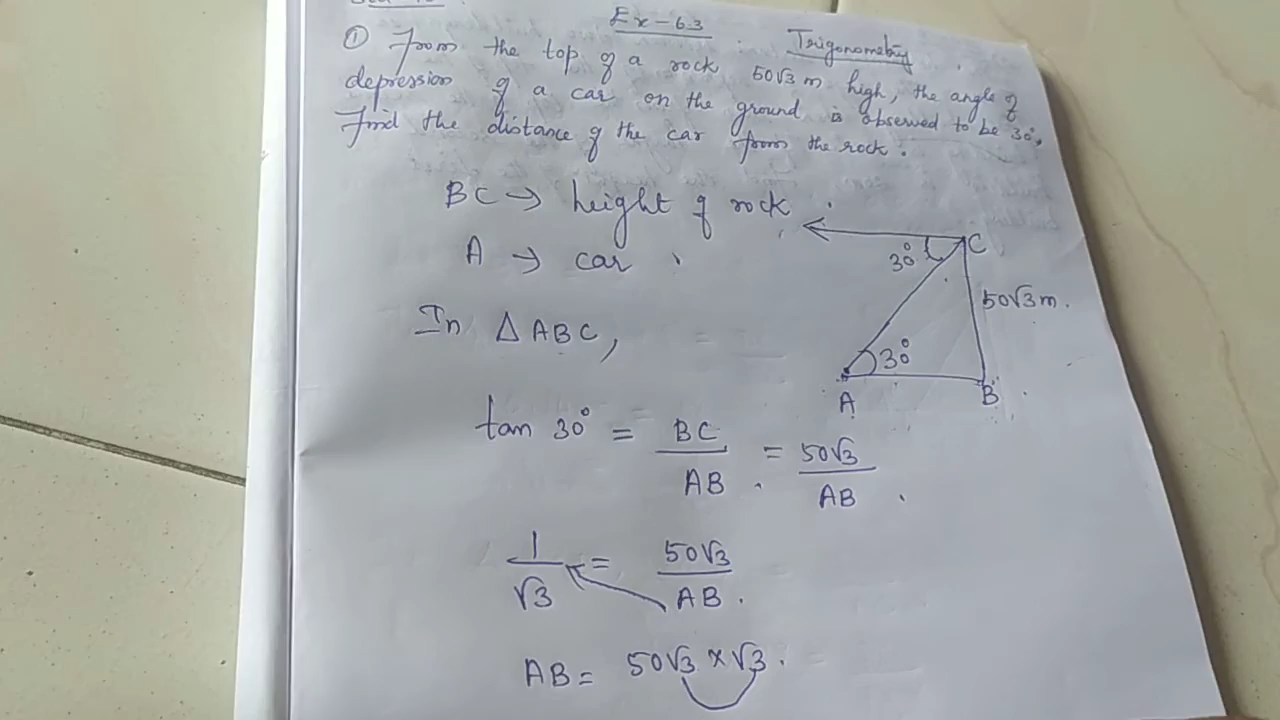 Ex-6.3
Trigonometry
① From the top of a rock 50√3 m high, the angle of
depression of a car on the ground is observed to be 30°,
Find the distance of the car from the rock.
BC → height of rock
A → car
30° C
50√3 m.
In △ ABC,
30°
A B
tan 30° = BC / AB = 50√3 / AB
1 / √3 = 50√3 / AB.
AB = 50√3 × √3.